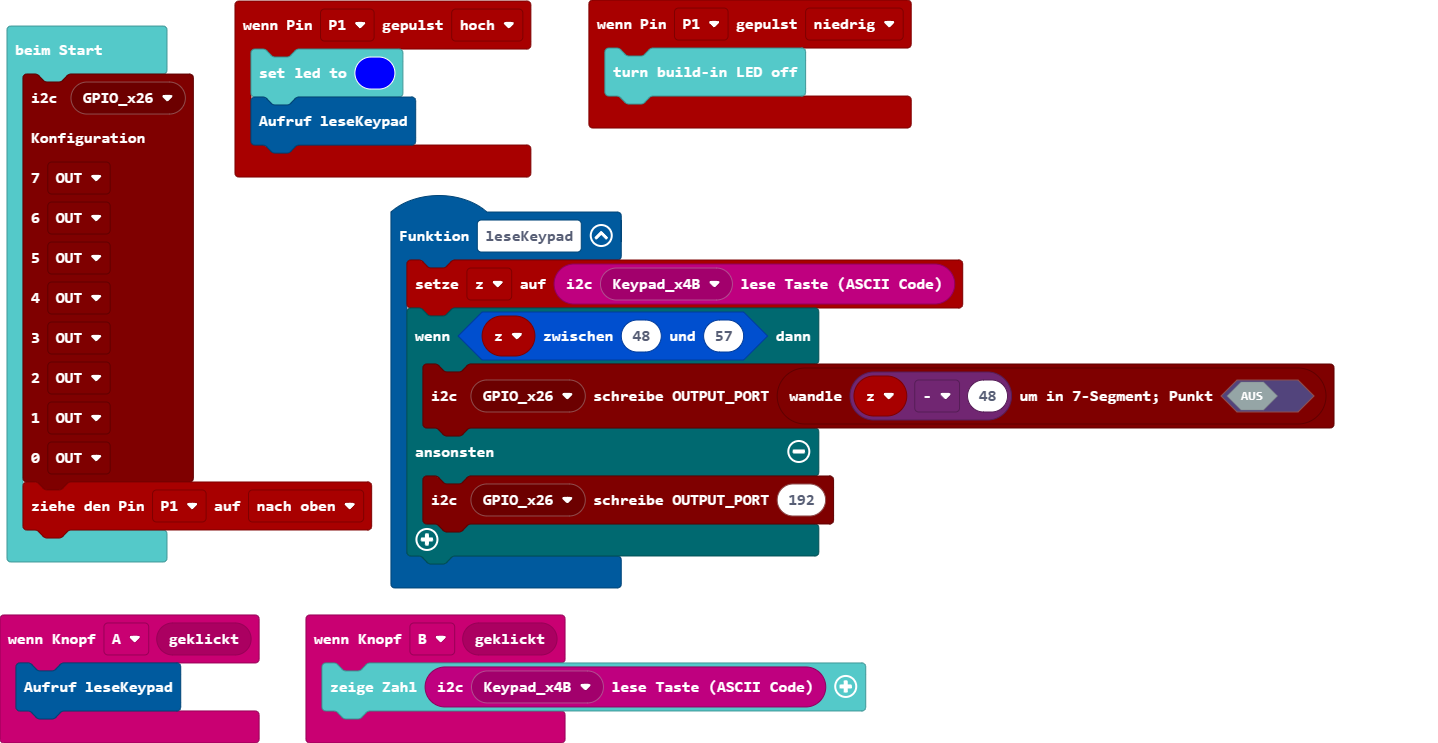 beim Start
i2c GPIO_x26
Konfiguration
7 OUT
6 OUT
5 OUT
4 OUT
3 OUT
2 OUT
1 OUT
0 OUT
ziehe den Pin P1 auf nach oben
wenn Pin P1 gepulst hoch
set led to
Aufruf leseKeypad
wenn Pin P1 gepulst niedrig
turn build-in LED off
Funktion leseKeypad
setze z auf i2c Keypad_x4B lese Taste (ASCII Code)
wenn z zwischen 48 und 57 dann
i2c GPIO_x26 schreibe OUTPUT_PORT wandle z - 48 um in 7-Segment; Punkt AUS
ansonsten
i2c GPIO_x26 schreibe OUTPUT_PORT 192
wenn Knopf A geklickt
Aufruf leseKeypad
wenn Knopf B geklickt
zeige Zahl i2c Keypad_x4B lese Taste (ASCII Code)